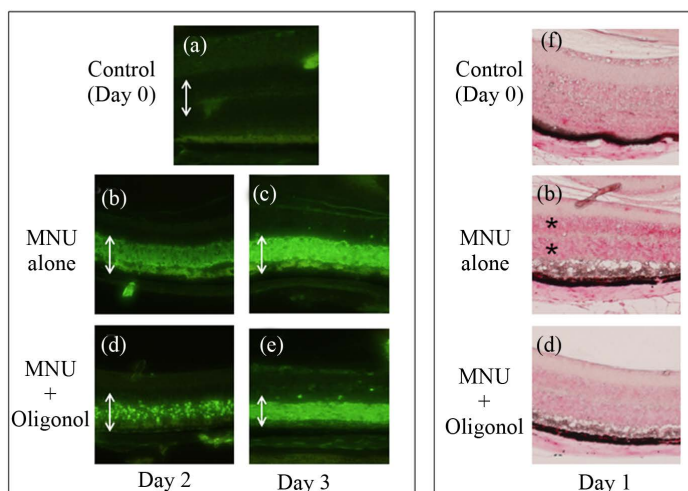 (a)
Control
(Day 0)
(b)
(c)
MNU
alone
(d)
(e)
MNU
+
Oligonol
Day 2
Day 3
(f)
Control
(Day 0)
(b)
MNU
alone
*
*
(d)
MNU
+
Oligonol
Day 1